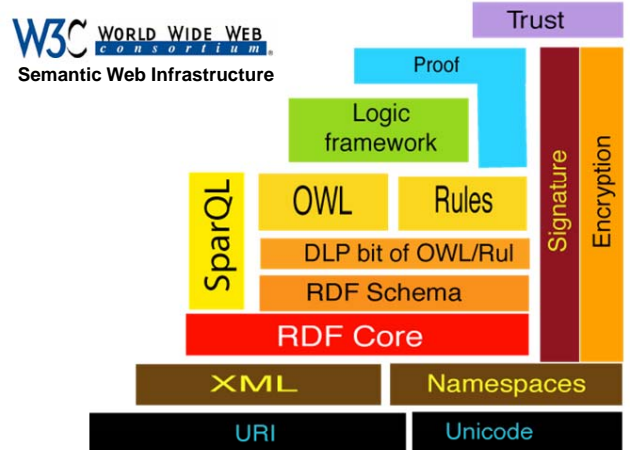 W3C WORLD WIDE WEB
consortium.
Semantic Web Infrastructure
Trust
Proof
Logic
framework
SparQL
OWL
Rules
DLP bit of OWL/Rul
RDF Schema
RDF Core
Signature
Encryption
XML
Namespaces
URI
Unicode